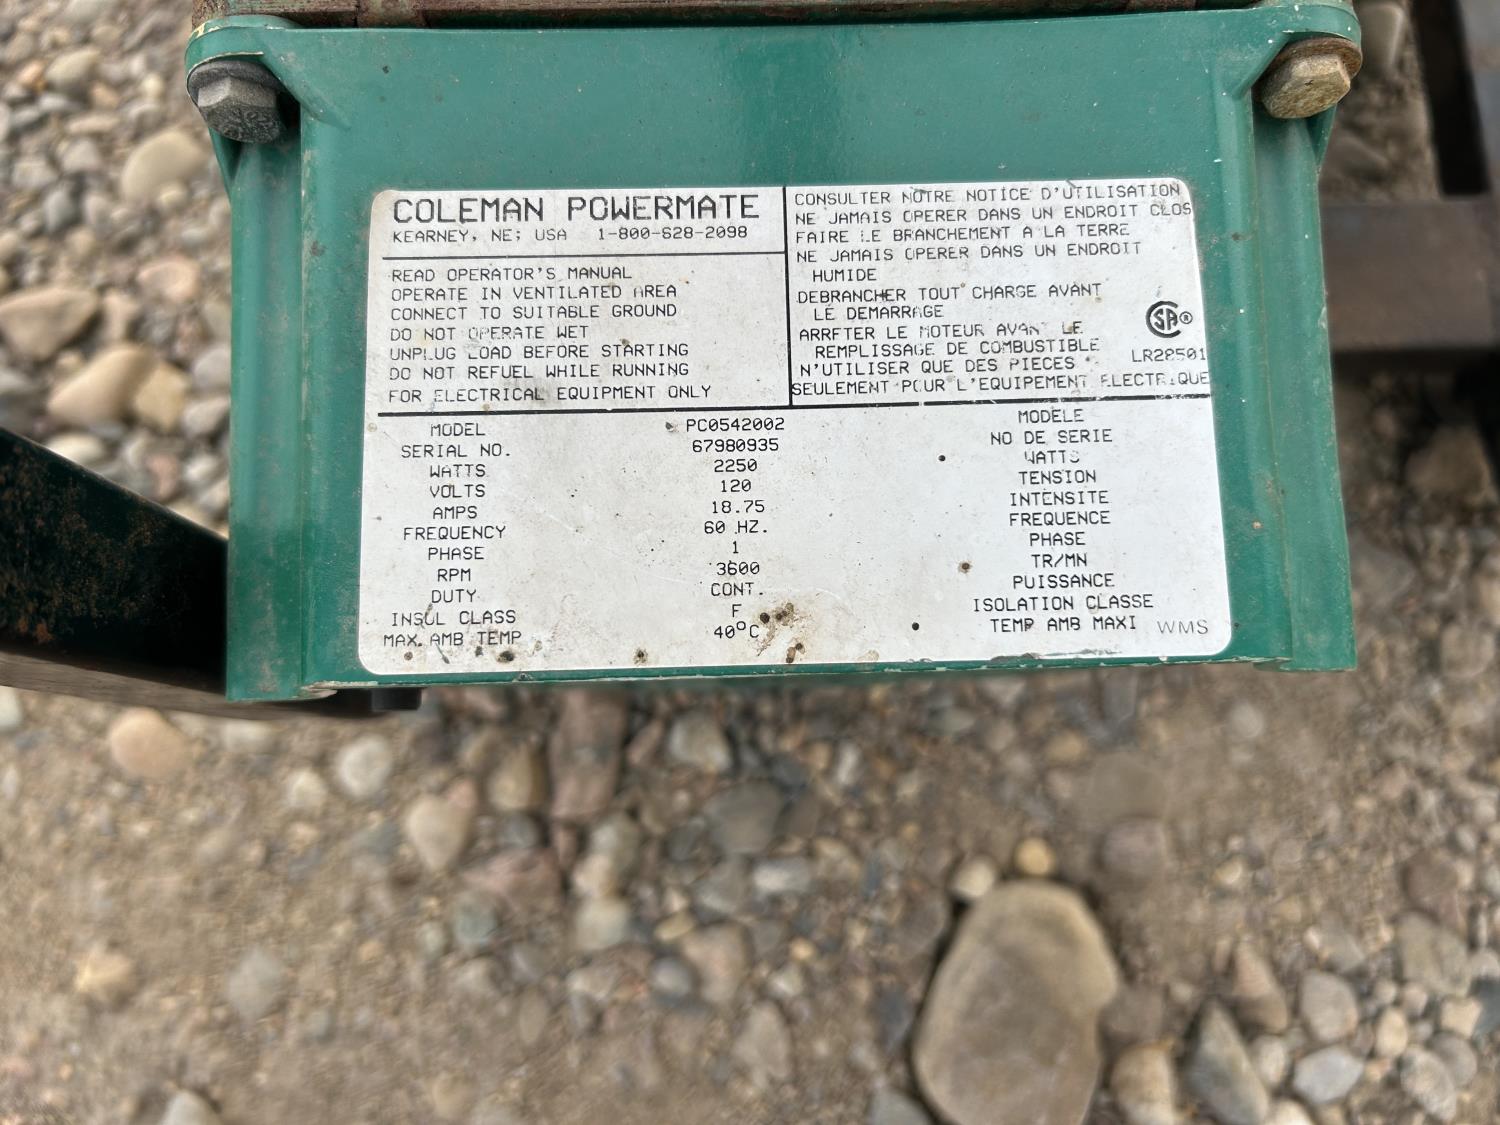 COLEMAN POWERMATE
KEARNEY, NE; USA 1-800-628-2098
READ OPERATOR'S MANUAL
OPERATE IN VENTILATED AREA
CONNECT TO SUITABLE GROUND
DO NOT OPERATE WET
UNPLUG LOAD BEFORE STARTING
DO NOT REFUEL WHILE RUNNING
FOR ELECTRICAL EQUIPMENT ONLY
CONSULTER NOTRE NOTICE D'UTILISATION
NE JAMAIS OPERER DANS UN ENDROIT CLOS
FAIRE LE BRANCHEMENT A LA TERRE
NE JAMAIS OPERER DANS UN ENDROIT
HUMIDE
DEBRANCHER TOUT CHARGE AVANT
LE DEMARRAGE
ARRETER LE MOTEUR AVANT LE
REMPLISSAGE DE COMBUSTIBLE
N'UTILISER QUE DES PIECES
SEULEMENT POUR L'EQUIPEMENT ELECTRIQUE
SA®
LR28501
MODEL PC0542002 MODELE
SERIAL NO. 67980935 NO DE SERIE
WATTS 2250 WATTS
VOLTS 120 TENSION
AMPS 18.75 INTENSITE
FREQUENCY 60 HZ. FREQUENCE
PHASE 1 PHASE
RPM 3600 TR/MN
DUTY CONT. PUISSANCE
INSUL CLASS F ISOLATION CLASSE
MAX. AMB TEMP 40°C TEMP AMB MAXI WMS